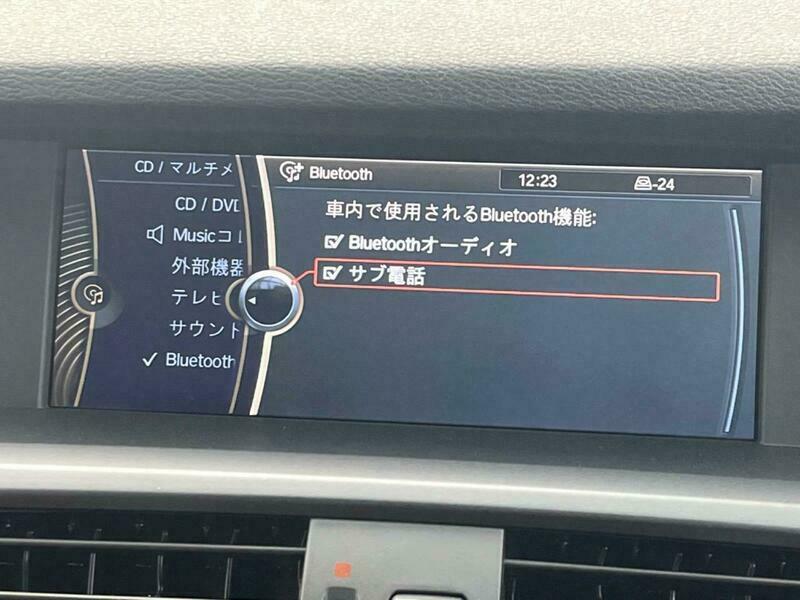 CD / マルチメ
CD / DV
Musicコ
外部機器
テレビ
サウント
Bluetooth
Bluetooth
12:23
-24
車内で使用されるBluetooth機能:
Bluetoothオーディオ
サブ電話